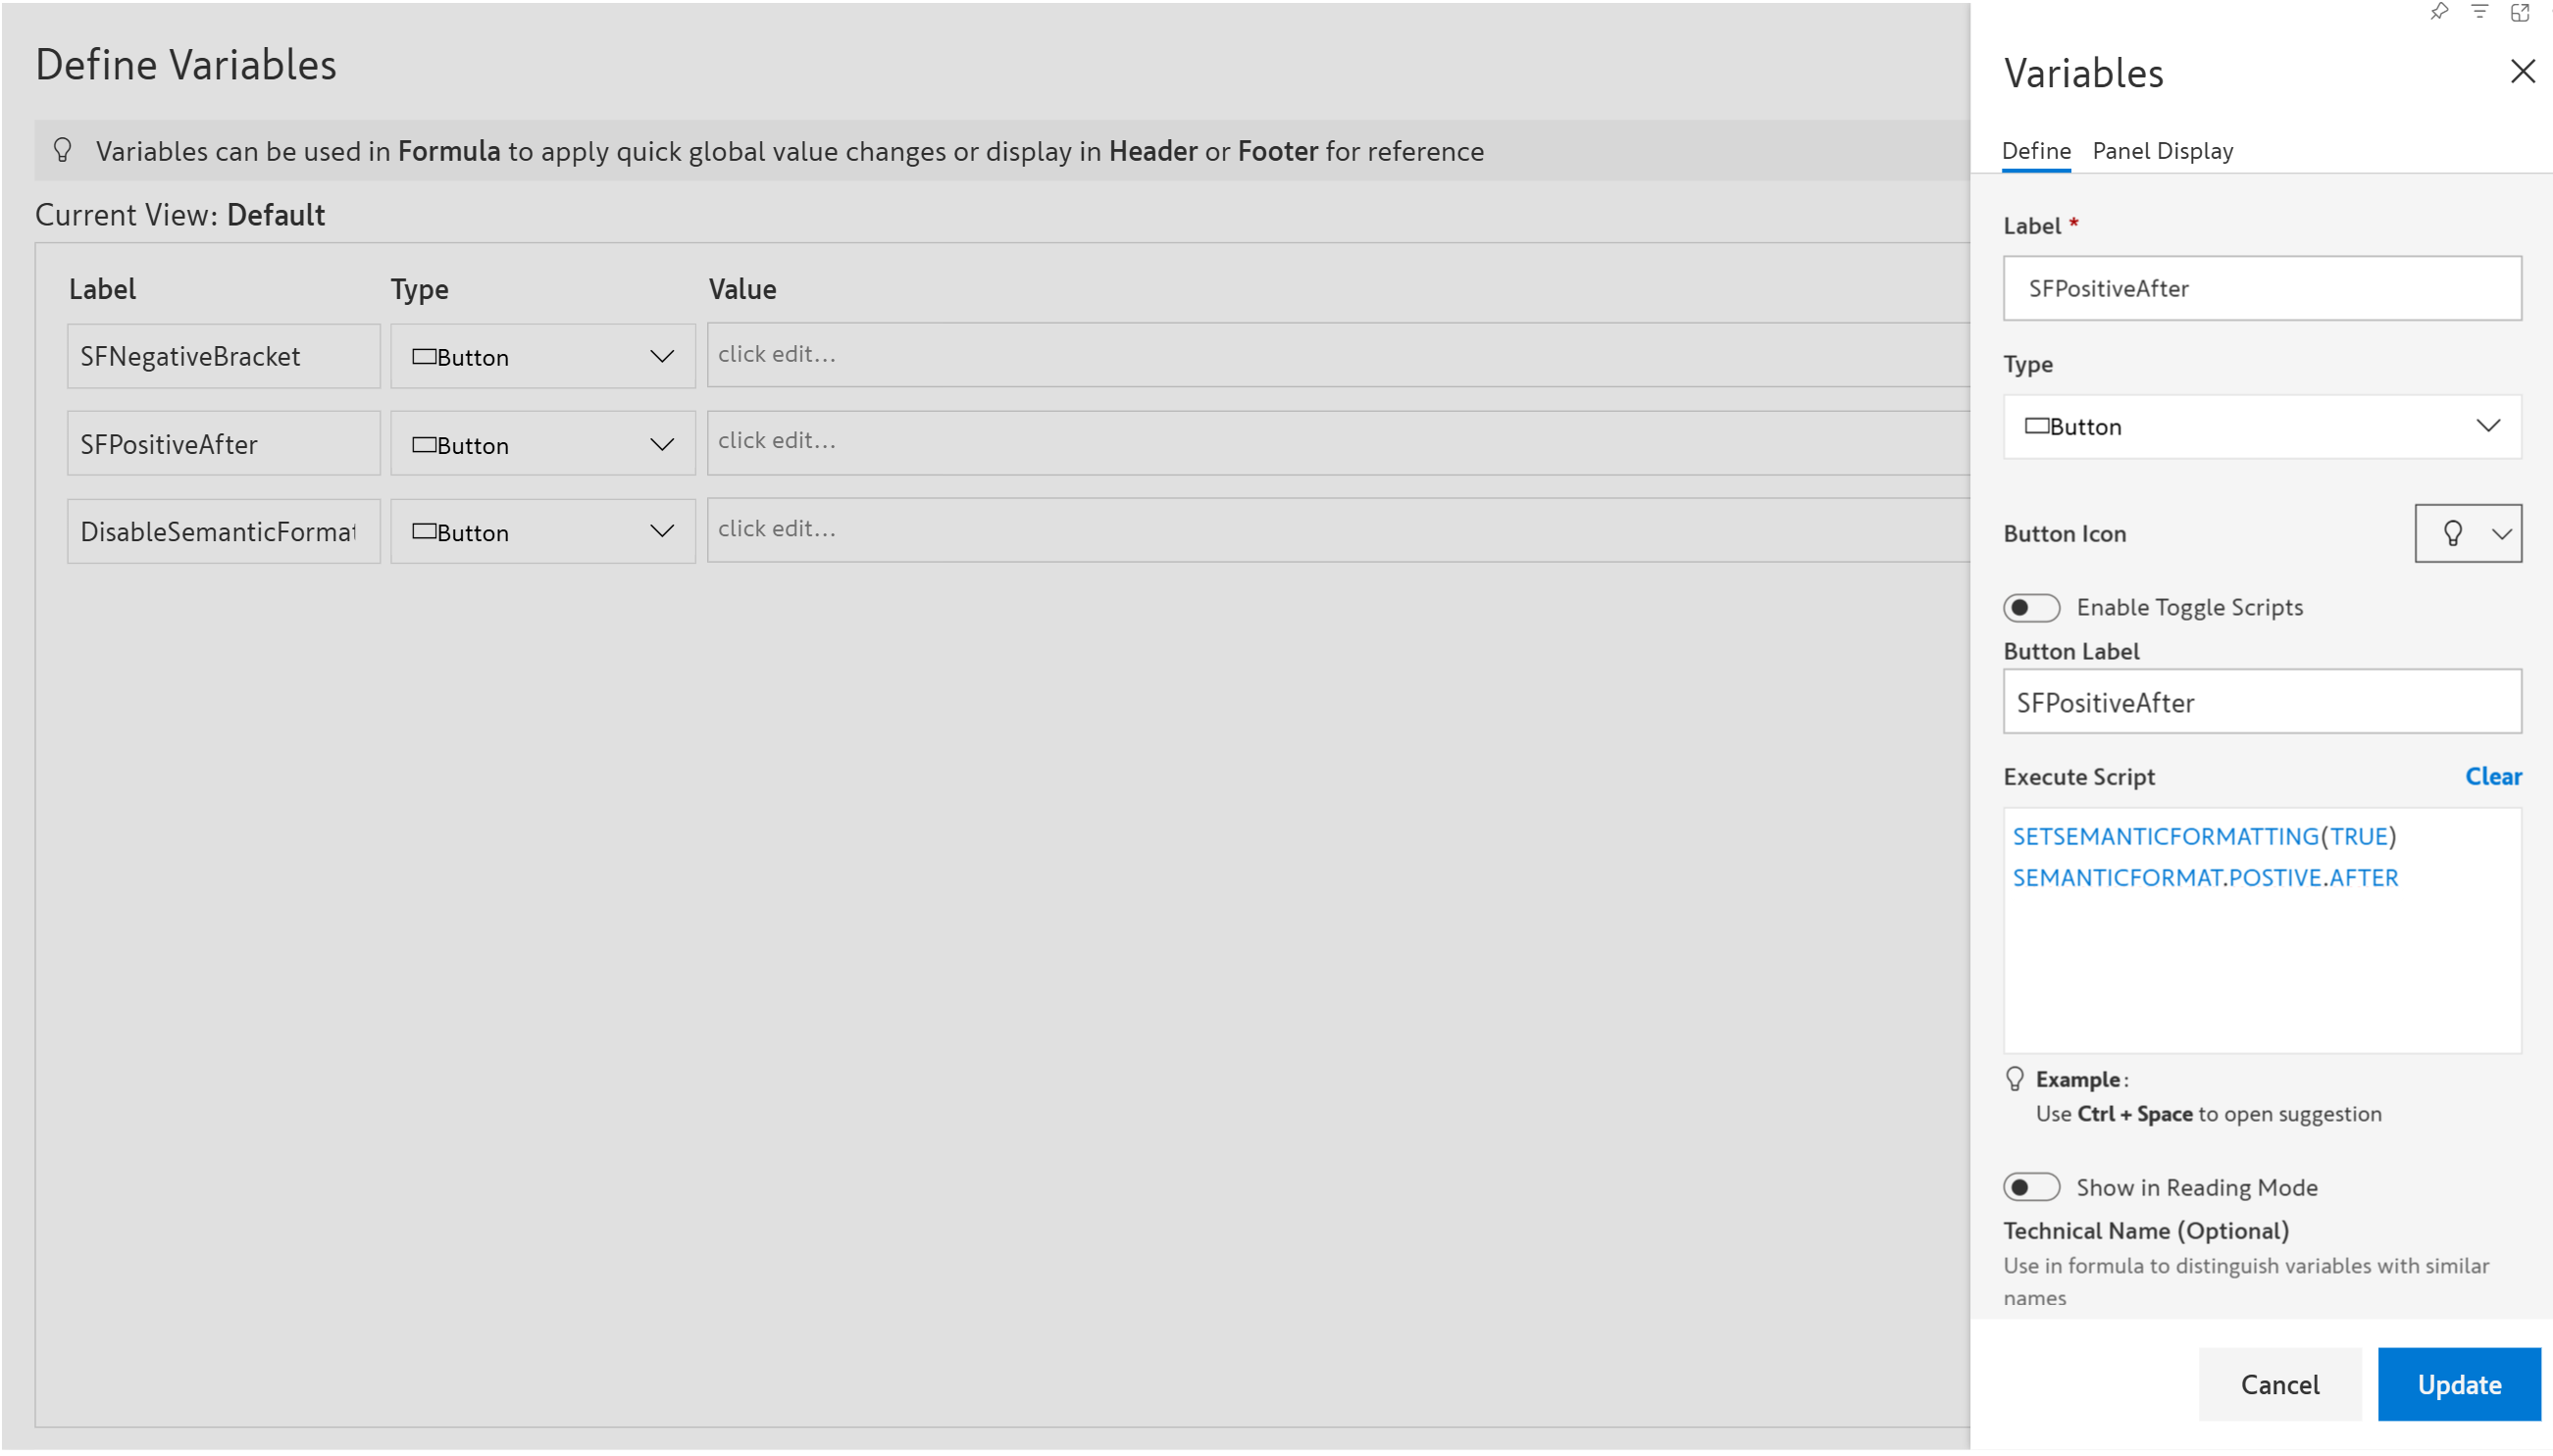 Define Variables
Variables can be used in Formula to apply quick global value changes or display in Header or Footer for reference
Current View: Default
Label Type Value
SFNegativeBracket Button click edit...
SFPositiveAfter Button click edit...
DisableSemanticFormat Button click edit...
Variables
Define Panel Display
Label *
SFPositiveAfter
Type
Button
Button Icon
Enable Toggle Scripts
Button Label
SFPositiveAfter
Execute Script Clear
SETSEMANTICFORMATTING(TRUE)
SEMANTICFORMAT.POSTIVE.AFTER
Example:
Use Ctrl + Space to open suggestion
Show in Reading Mode
Technical Name (Optional)
Use in formula to distinguish variables with similar
names
Cancel Update